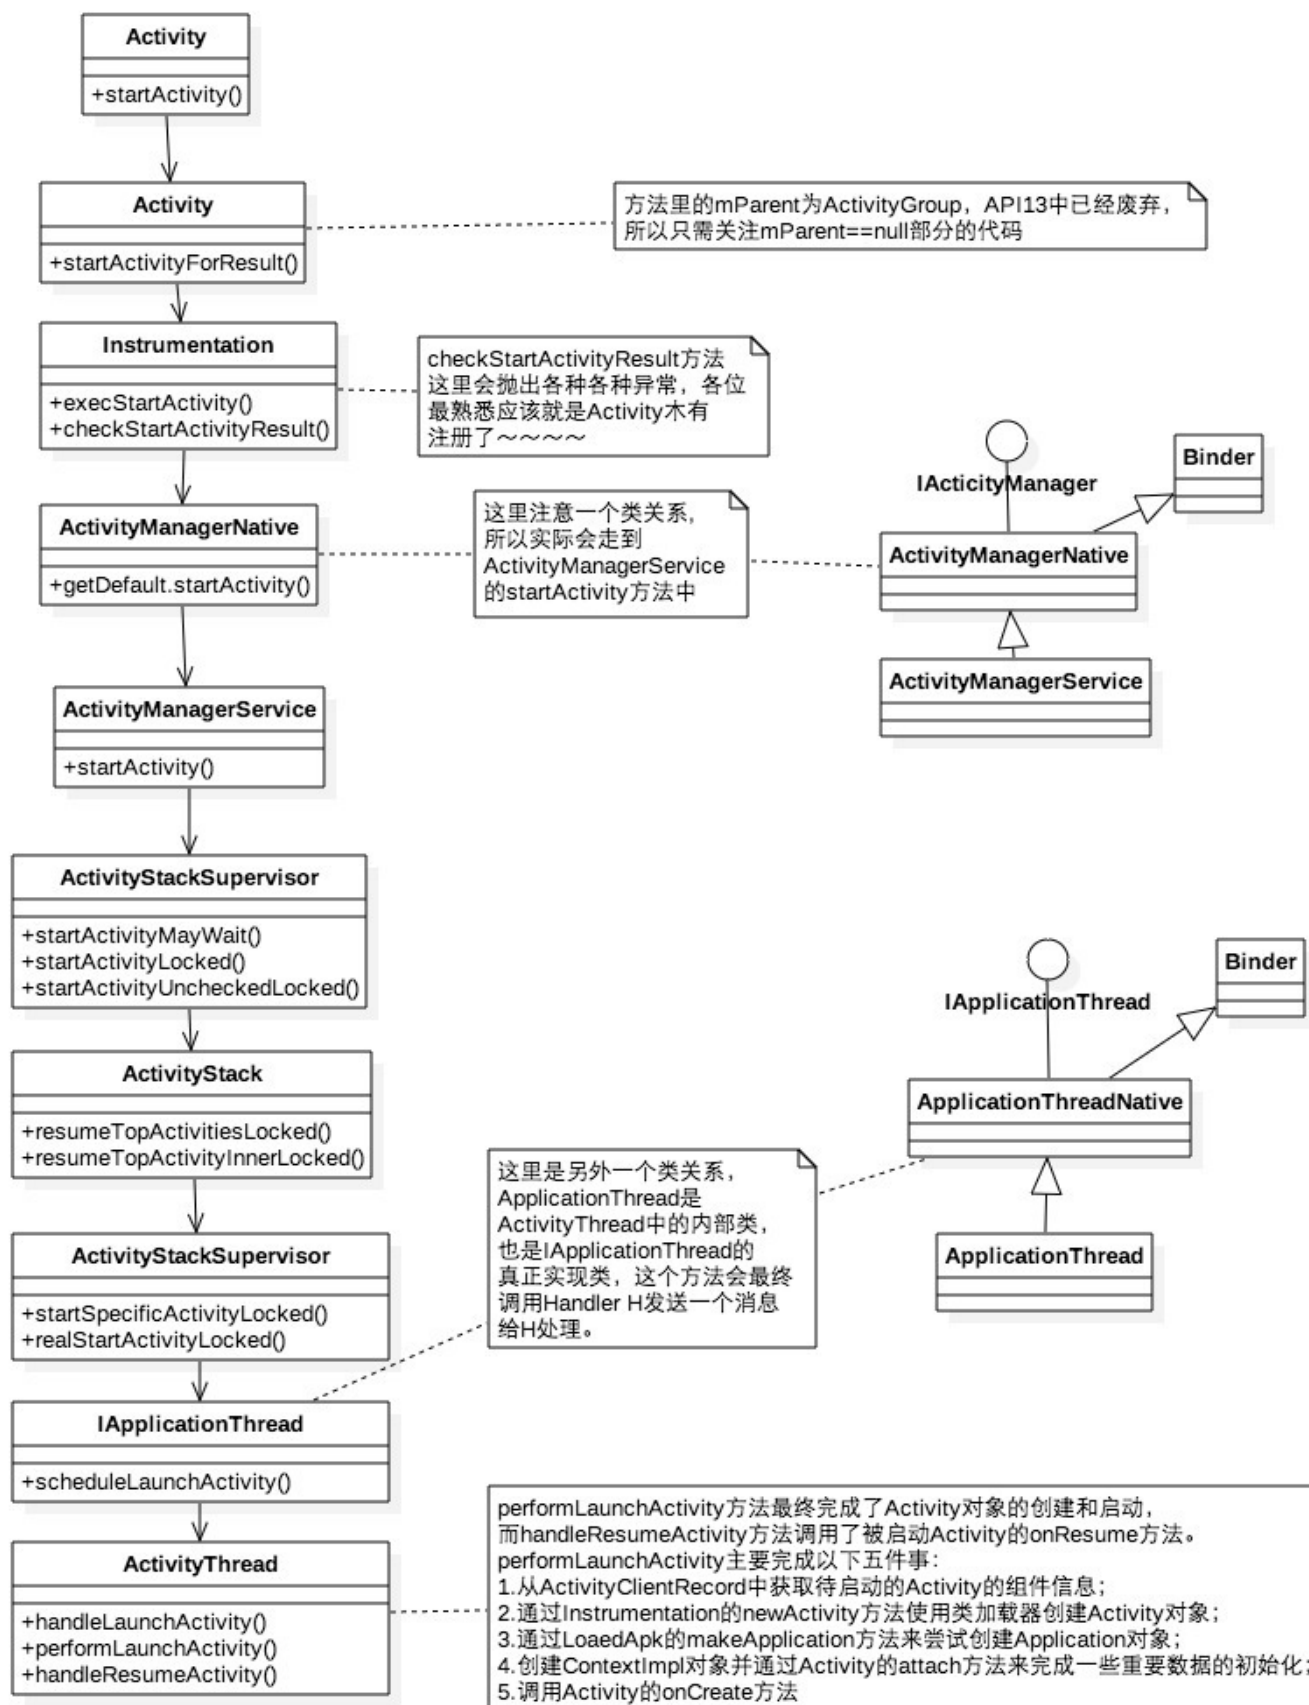 Activity
+startActivity()
Activity
+startActivityForResult()
方法里的mParent为ActivityGroup，API13中已经废弃，
所以只需关注mParent==null部分的代码
Instrumentation
+execStartActivity()
+checkStartActivityResult()
checkStartActivityResult方法
这里会抛出各种各种异常，各位
最熟悉应该就是Activity木有
注册了～～～～
ActivityManagerNative
+getDefault.startActivity()
这里注意一个类关系，
所以实际会走到
ActivityManagerService
的startActivity方法中
IActicityManager
Binder
ActivityManagerNative
ActivityManagerService
ActivityManagerService
+startActivity()
ActivityStackSupervisor
+startActivityMayWait()
+startActivityLocked()
+startActivityUncheckedLocked()
ActivityStack
+resumeTopActivitiesLocked()
+resumeTopActivityInnerLocked()
IApplicationThread
Binder
ApplicationThreadNative
ApplicationThread
这里是另外一个类关系，
ApplicationThread是
ActivityThread中的内部类，
也是IApplicationThread的
真正实现类，这个方法会最终
调用Handler H发送一个消息
给H处理。
ActivityStackSupervisor
+startSpecificActivityLocked()
+realStartActivityLocked()
IApplicationThread
+scheduleLaunchActivity()
ActivityThread
+handleLaunchActivity()
+performLaunchActivity()
+handleResumeActivity()
performLaunchActivity方法最终完成了Activity对象的创建和启动，
而handleResumeActivity方法调用了被启动Activity的onResume方法。
performLaunchActivity主要完成以下五件事：
1.从ActivityClientRecord中获取待启动的Activity的组件信息；
2.通过Instrumentation的newActivity方法使用类加载器创建Activity对象；
3.通过LoaedApk的makeApplication方法来尝试创建Application对象；
4.创建ContextImpl对象并通过Activity的attach方法来完成一些重要数据的初始化；
5.调用Activity的onCreate方法